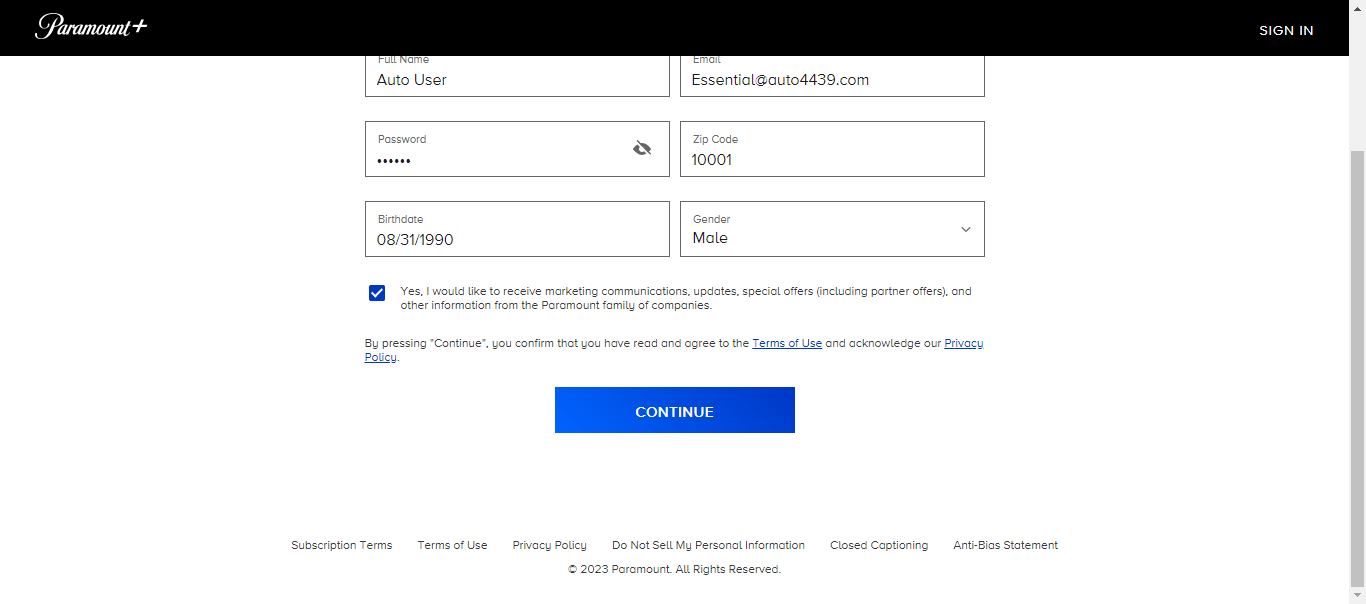 Paramount+
SIGN IN
Full Name
Auto User
Email
Essential@auto4439.com
Password
••••••
Zip Code
10001
Birthdate
08/31/1990
Gender
Male
Yes, I would like to receive marketing communications, updates, special offers (including partner offers), and
other information from the Paramount family of companies.
By pressing "Continue", you confirm that you have read and agree to the Terms of Use and acknowledge our Privacy
Policy.
CONTINUE
Subscription Terms
Terms of Use
Privacy Policy
Do Not Sell My Personal Information
Closed Captioning
Anti-Bias Statement
© 2023 Paramount. All Rights Reserved.